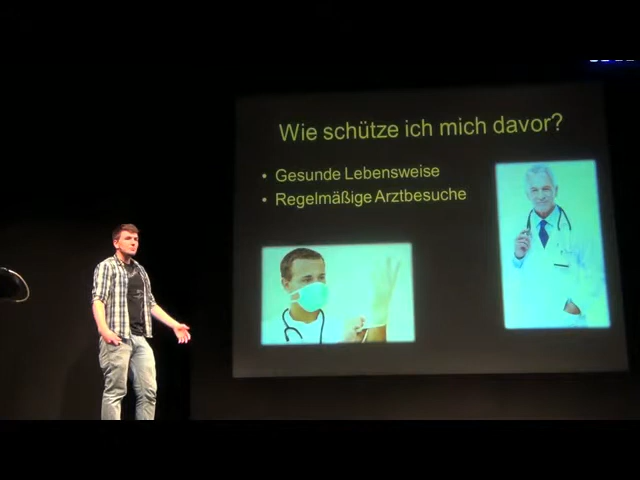 Wie schütze ich mich davor?
• Gesunde Lebensweise
• Regelmäßige Arztbesuche